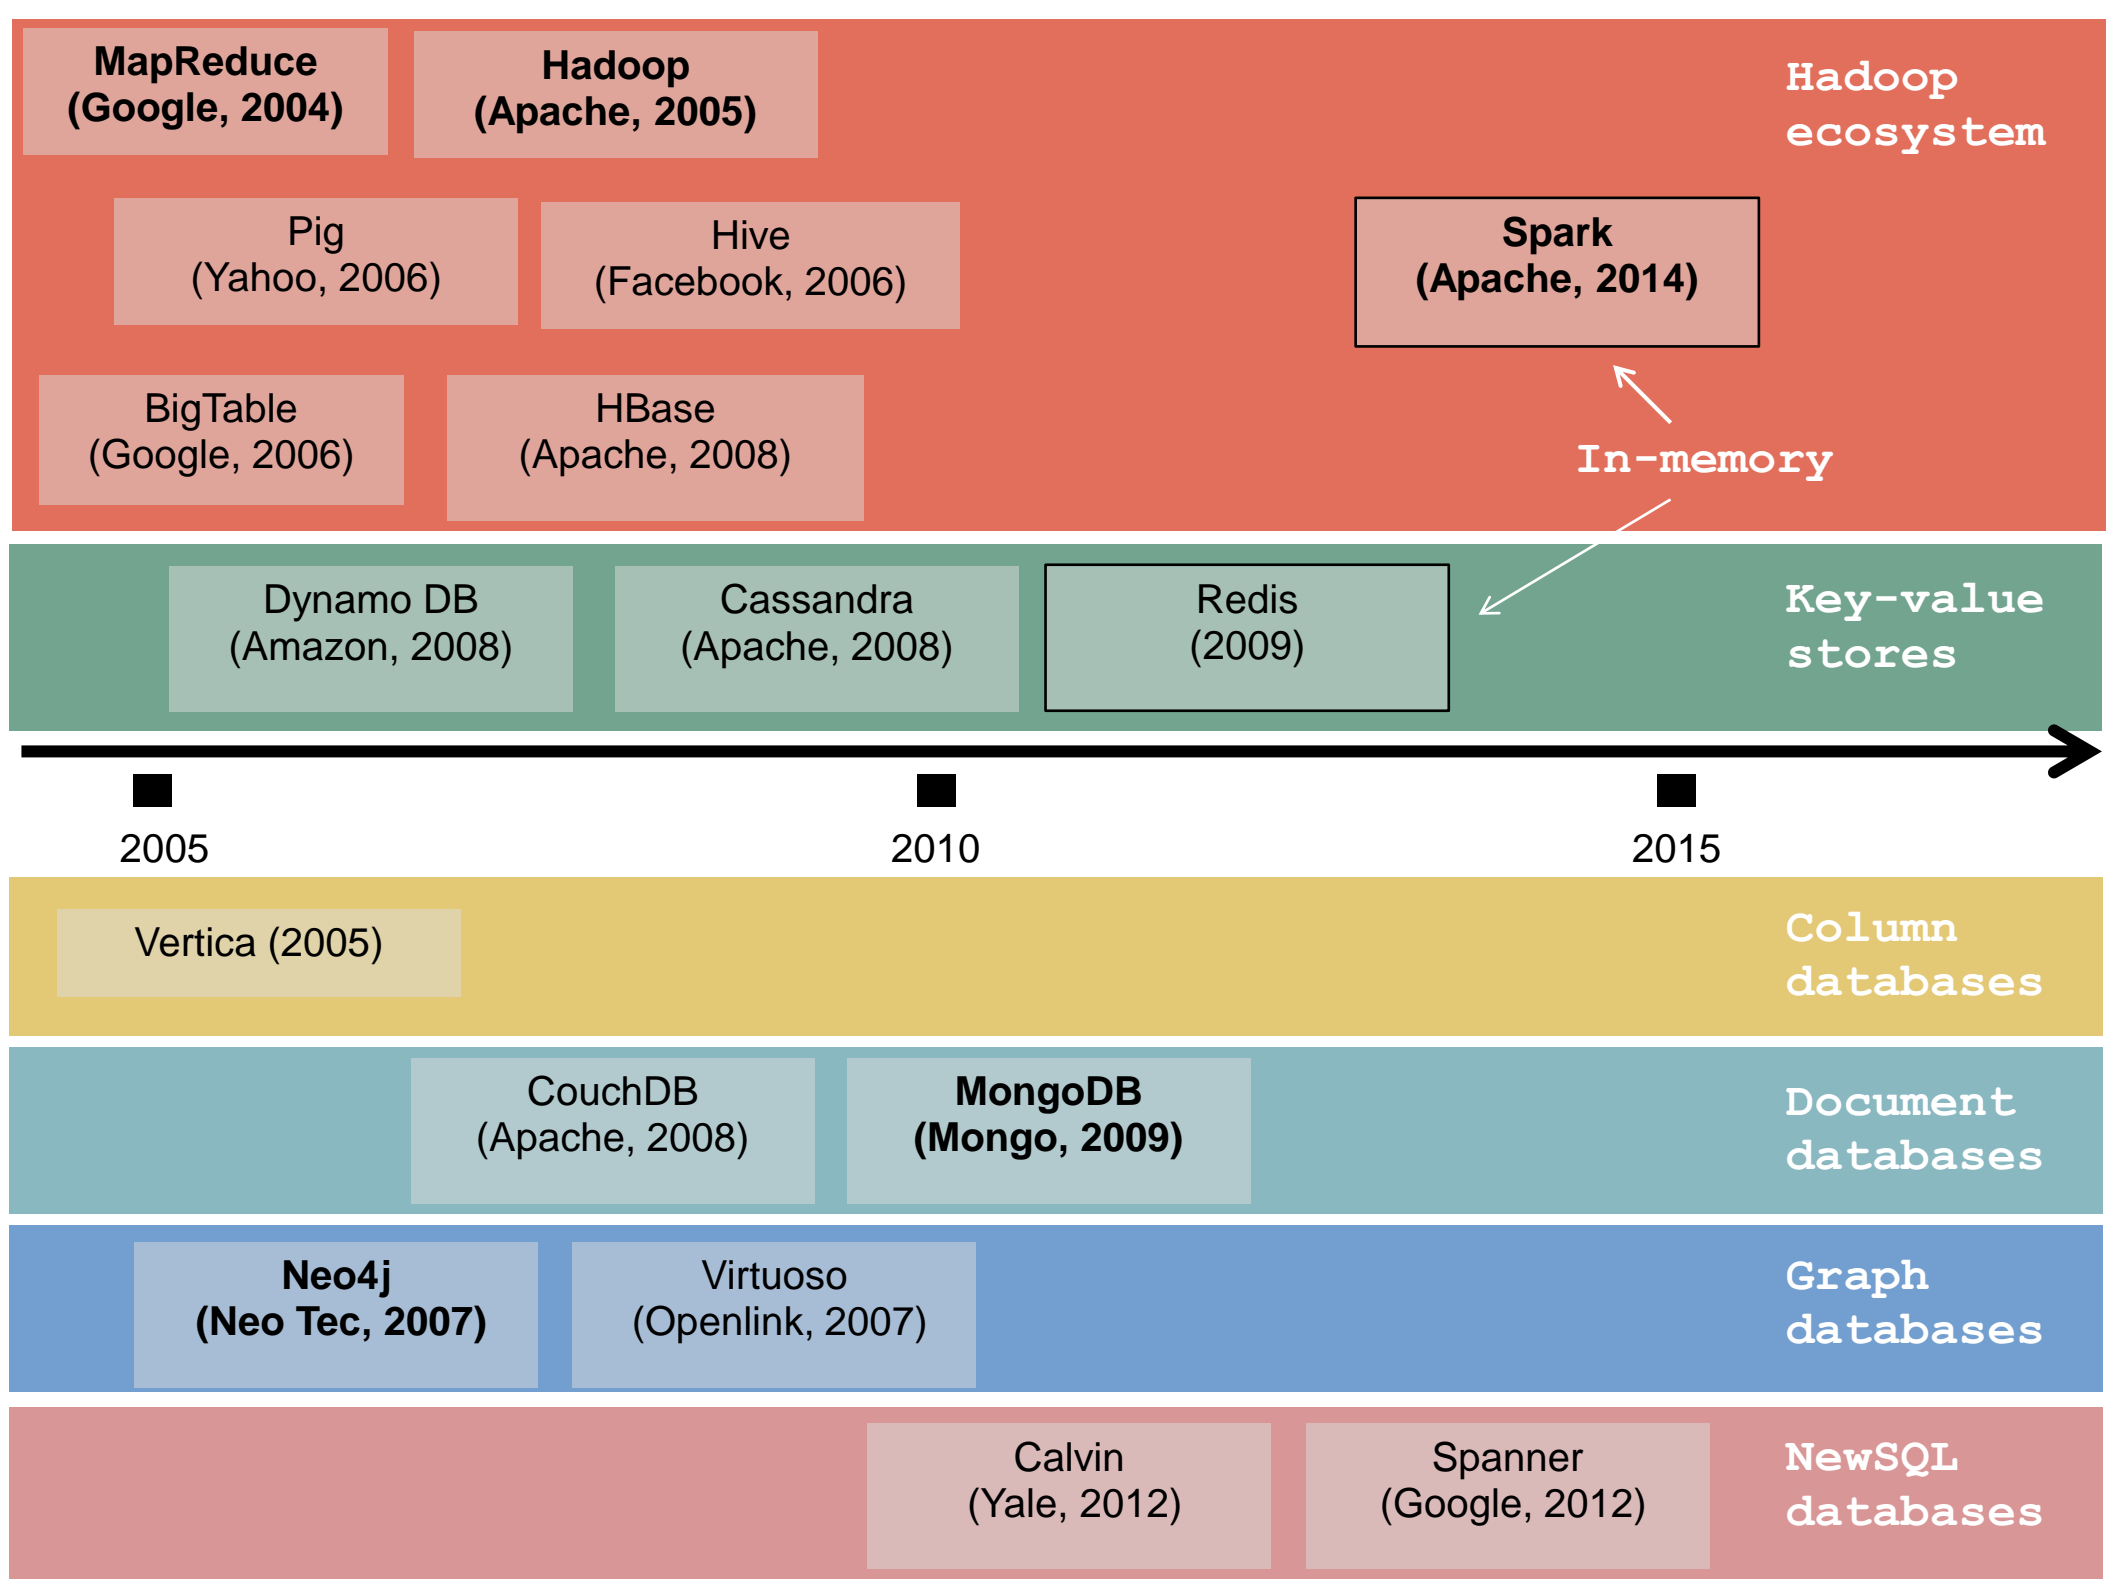 MapReduce
(Google, 2004)
Hadoop
(Apache, 2005)
Hadoop
ecosystem
Pig
(Yahoo, 2006)
Hive
(Facebook, 2006)
Spark
(Apache, 2014)
BigTable
(Google, 2006)
HBase
(Apache, 2008)
In-memory
Dynamo DB
(Amazon, 2008)
Cassandra
(Apache, 2008)
Redis
(2009)
Key-value
stores
2005
2010
2015
Vertica (2005)
Column
databases
CouchDB
(Apache, 2008)
MongoDB
(Mongo, 2009)
Document
databases
Neo4j
(Neo Tec, 2007)
Virtuoso
(Openlink, 2007)
Graph
databases
Calvin
(Yale, 2012)
Spanner
(Google, 2012)
NewSQL
databases